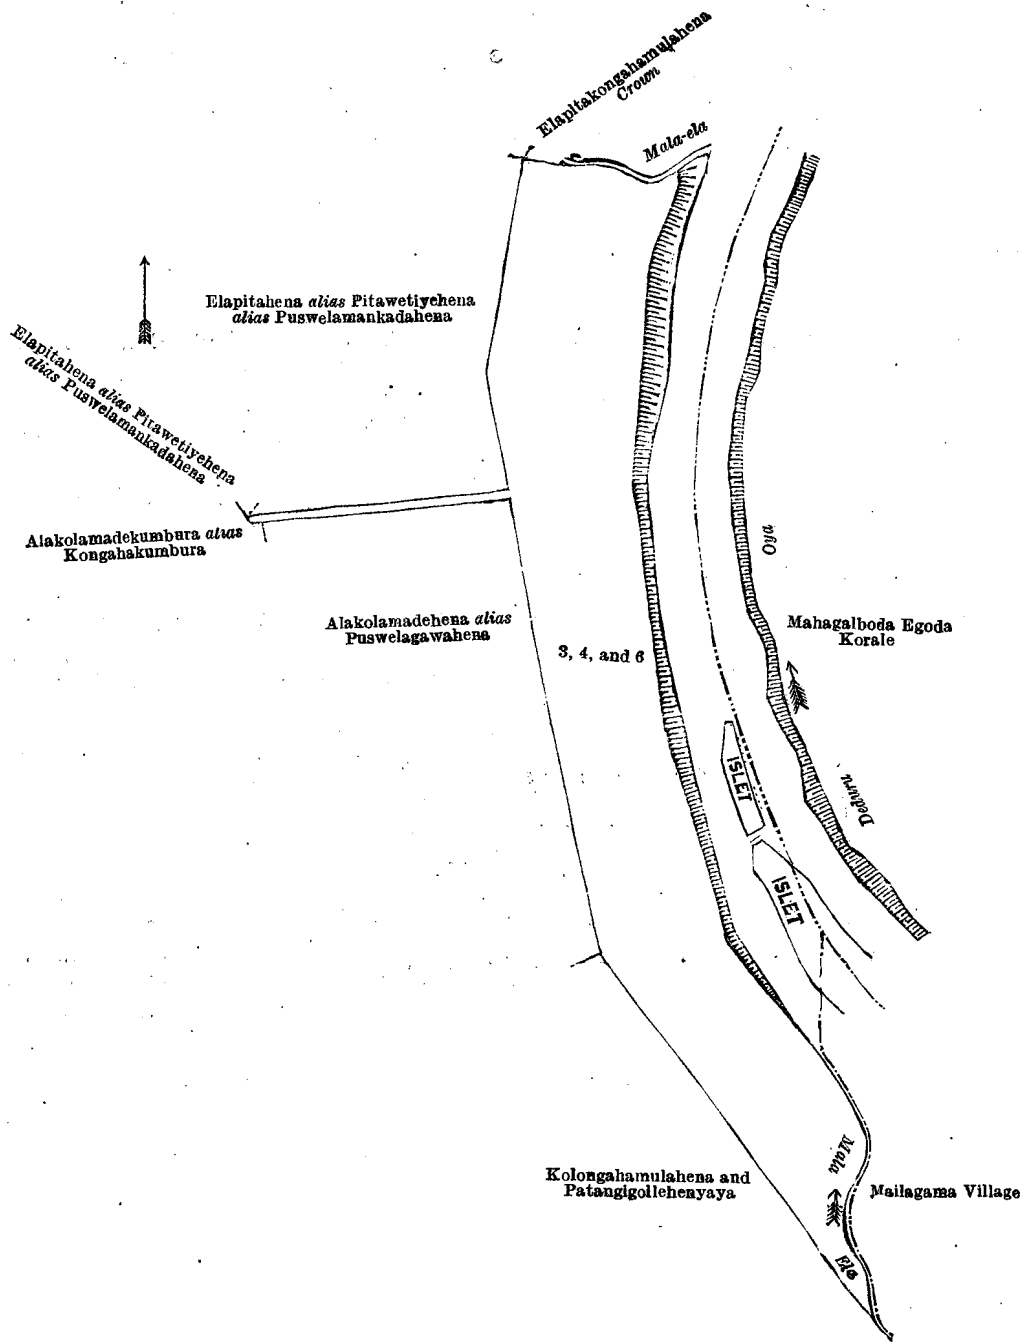 Elapitakongahamulahena
Crown
Mala-ela
Elapitahena alias Pitawetiyehena
alias Puswelamankadahena
Elapitahena alias Pitawetiyehena
alias Puswelamankadahena
Alakolamadekumbura alias
Kongahakumbura
Oya
Alakolamadehena alias
Puswelagawahena
Mahagalboda Egoda
Korale
3, 4, and 6
ISLET
Deduru
ISLET
Mala
Kolongahamulahena and
Patangigollehenyaya
Mailagama Village
Ela